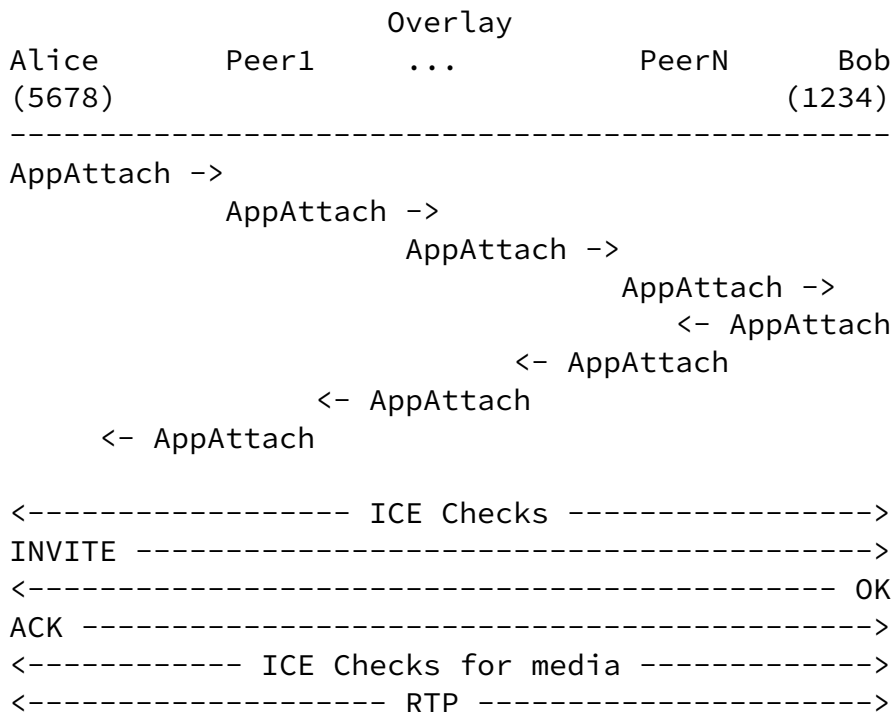 Overlay
Alice       Peer1     ...          PeerN      Bob
(5678)                                     (1234)
-------------------------------------------------
AppAttach ->
            AppAttach ->
                      AppAttach ->
                                  AppAttach ->
                                     <- AppAttach
                            <- AppAttach
                 <- AppAttach
     <- AppAttach
<------------------ ICE Checks ----------------->
INVITE ----------------------------------------->
<--------------------------------------------- OK
ACK -------------------------------------------->
<------------ ICE Checks for media ------------->
<-------------------- RTP ---------------------->